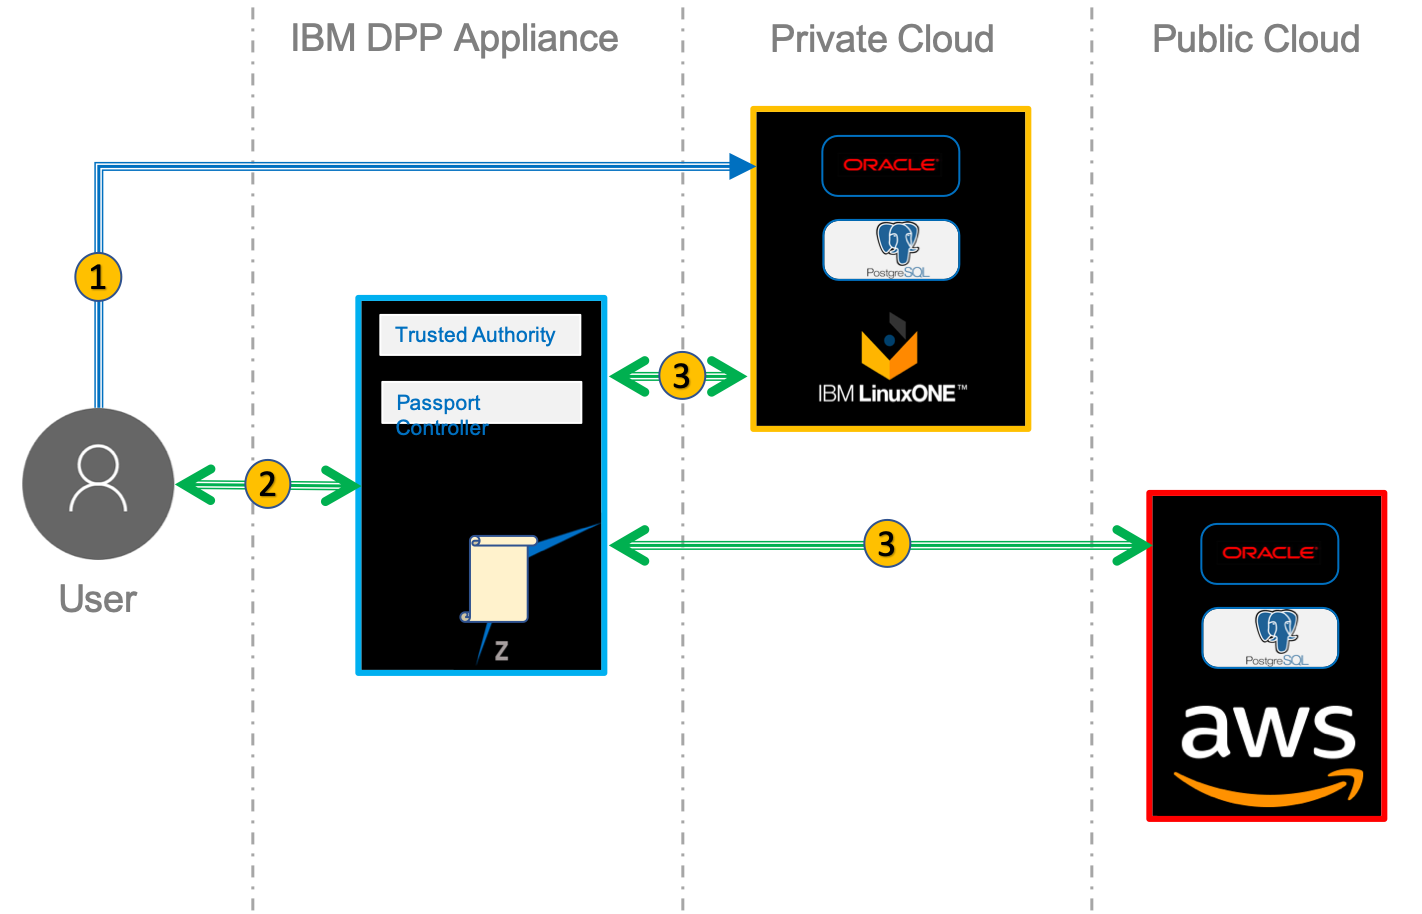 IBM DPP Appliance
Private Cloud
Public Cloud
ORACLE
PostgreSQL
1
Trusted Authority
Passport
Controller
3
IBM LinuxONE™
2
User
3
Z
ORACLE
PostgreSQL
aws